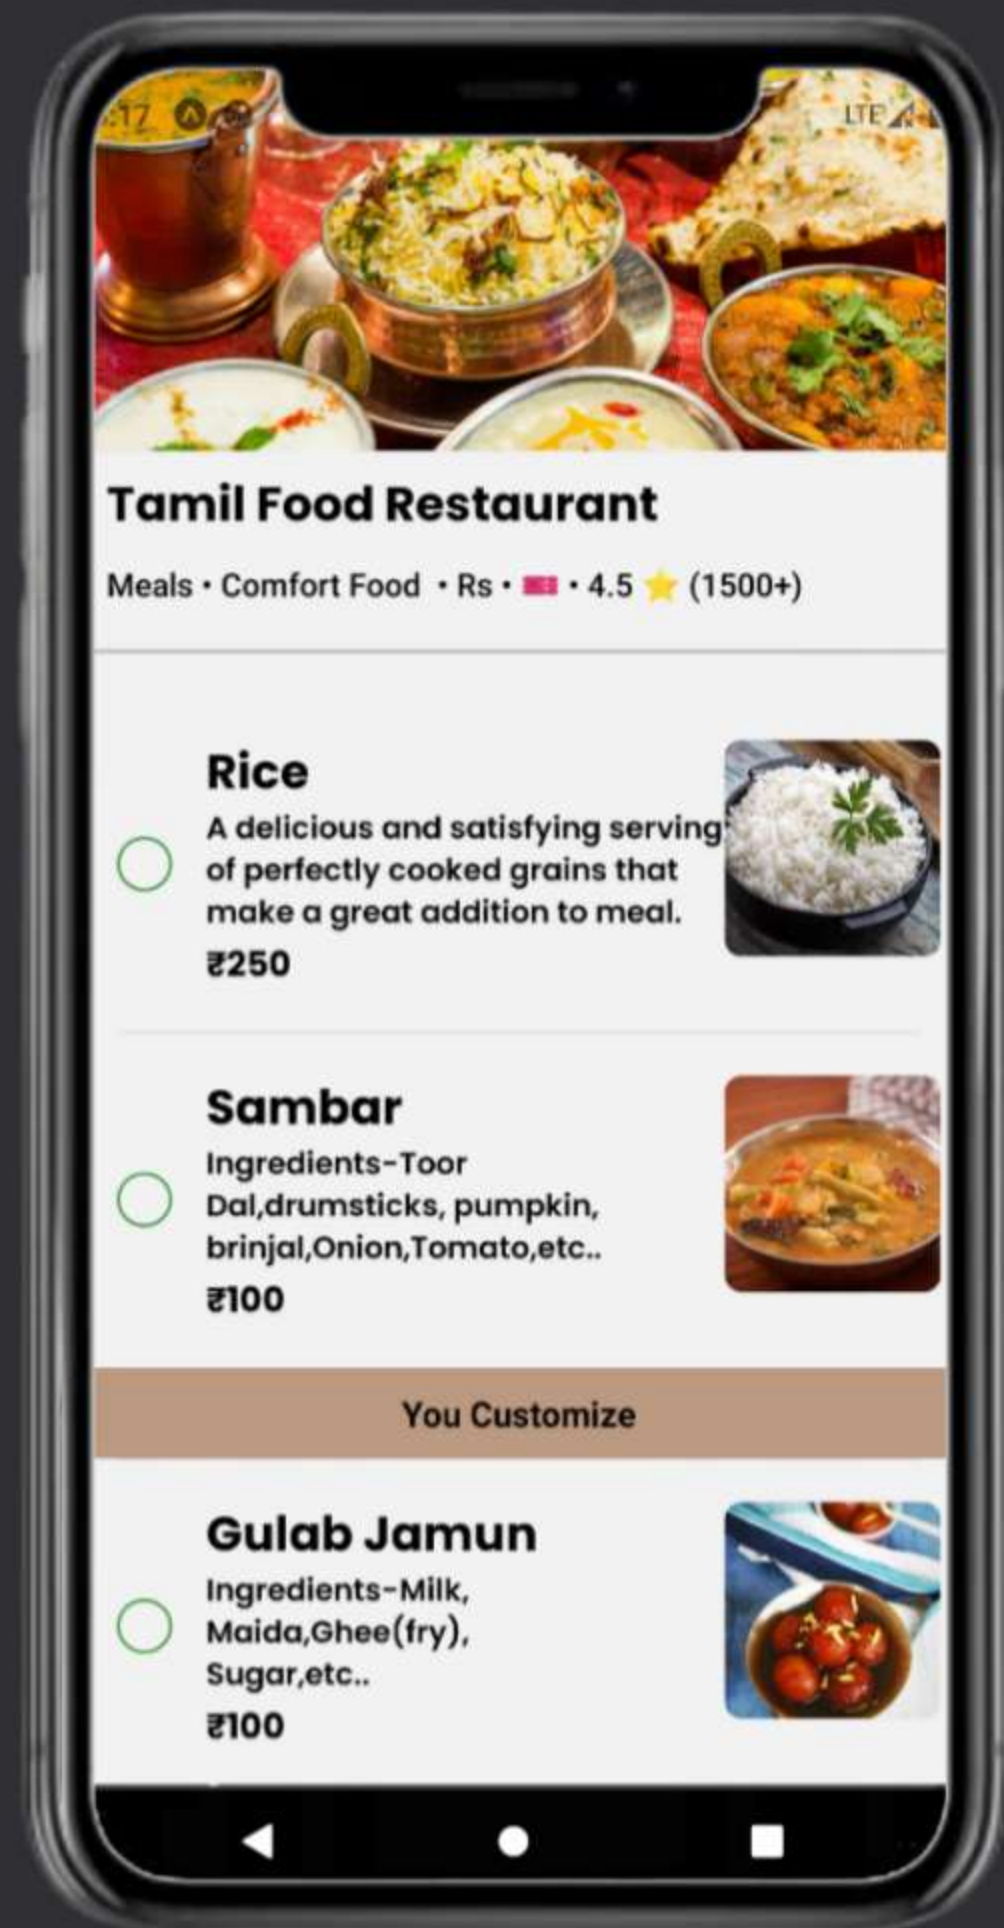 :17 LTE
Tamil Food Restaurant
Meals • Comfort Food • Rs • 🎟 • 4.5 ⭐ (1500+)
Rice
A delicious and satisfying serving
of perfectly cooked grains that
make a great addition to meal.
₹250
Sambar
Ingredients-Toor
Dal,drumsticks, pumpkin,
brinjal,Onion,Tomato,etc..
₹100
You Customize
Gulab Jamun
Ingredients-Milk,
Maida,Ghee(fry),
Sugar,etc..
₹100